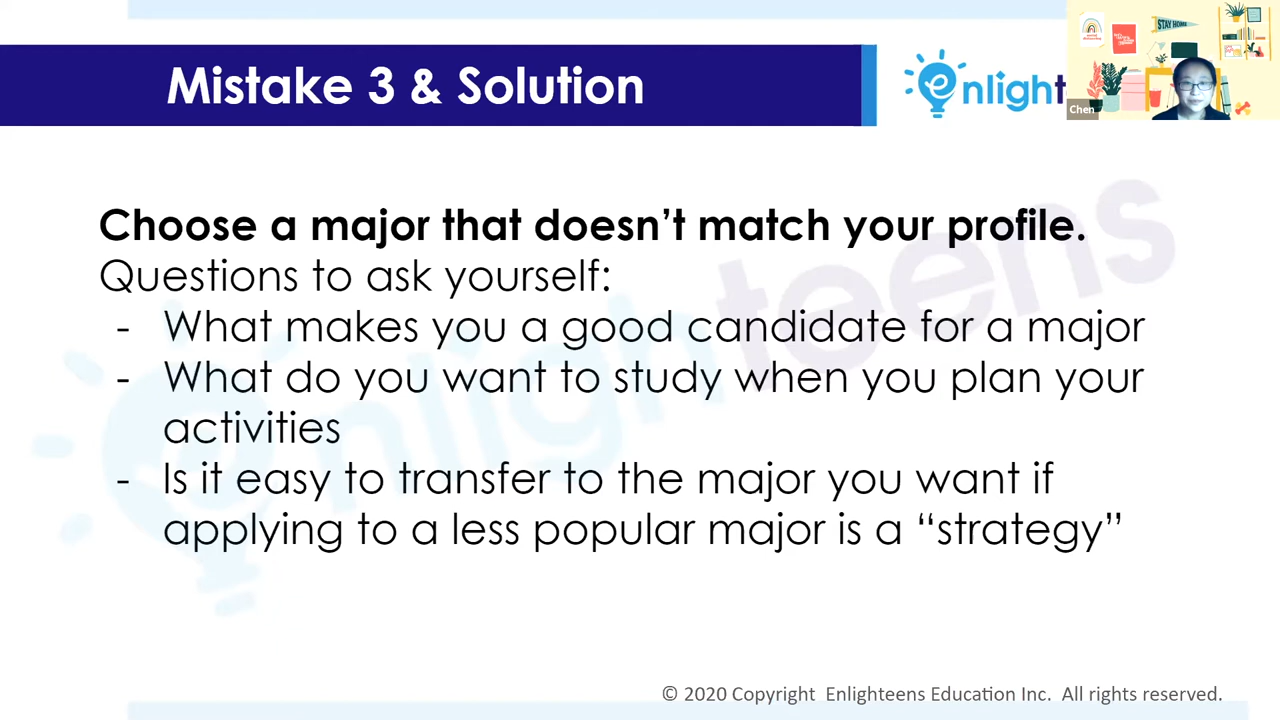 Mistake 3 & Solution
enlight
STAY HOME
Chen
Choose a major that doesn’t match your profile.
Questions to ask yourself:
- What makes you a good candidate for a major
- What do you want to study when you plan your
activities
- Is it easy to transfer to the major you want if
applying to a less popular major is a “strategy”
enlighteens
© 2020 Copyright Enlighteens Education Inc. All rights reserved.